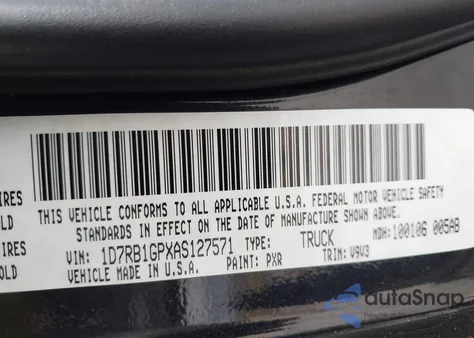 IRES
OLD
IRES
OLD
THIS VEHICLE CONFORMS TO ALL APPLICABLE U.S.A. FEDERAL MOTOR VEHICLE SAFETY
STANDARDS IN EFFECT ON THE DATE OF MANUFACTURE SHOWN ABOVE.
VIN: 1D7RB1GPXAS127571 TYPE: TRUCK MDH: 100106 005AB
VEHICLE MADE IN U.S.A. PAINT: PXR TRIM: V9V3
autoSnap